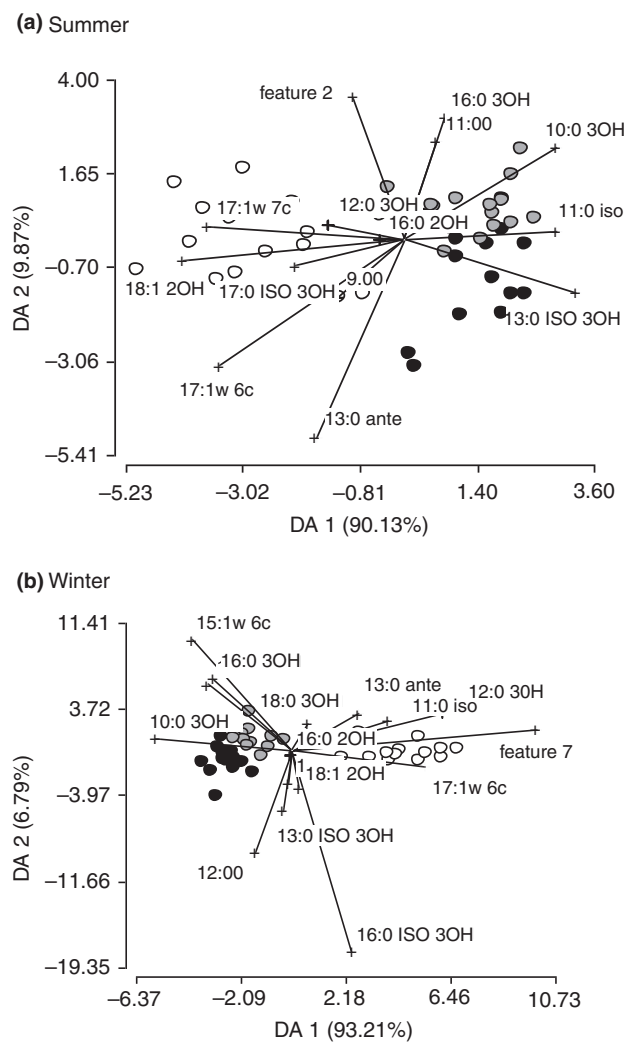 (a) Summer
4.00
feature 2
16:0 3OH
11:00
10:0 3OH
1.65
17:1w 7c
12:0 3OH
11:0 iso
16:0 2OH
DA 2 (9.87%)
−0.70
18:1 2OH
17:0 ISO 3OH
9:00
13:0 ISO 3OH
−3.06
17:1w 6c
13:0 ante
−5.41
−5.23 −3.02 −0.81 1.40 3.60
DA 1 (90.13%)
(b) Winter
11.41
15:1w 6c
16:0 3OH
3.72
18:0 3OH
13:0 ante
12:0 30H
11:0 iso
10:0 3OH
16:0 2OH
feature 7
18:1 2OH
17:1w 6c
DA 2 (6.79%)
−3.97
13:0 ISO 3OH
12:00
−11.66
16:0 ISO 3OH
−19.35
−6.37 −2.09 2.18 6.46 10.73
DA 1 (93.21%)